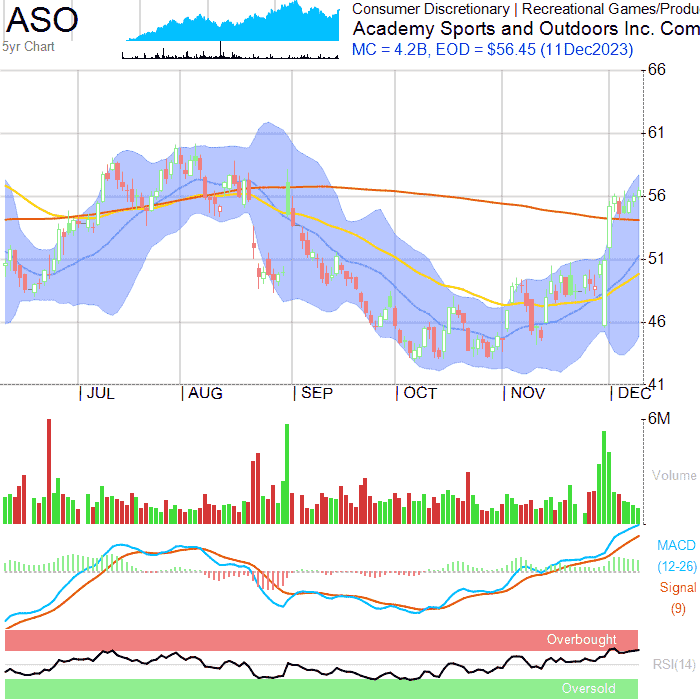 ASO
5yr Chart
Consumer Discretionary | Recreational Games/Produ
Academy Sports and Outdoors Inc. Com
MC = 4.2B, EOD = $56.45 (11Dec2023)
66
61
56
51
46
41
JUL
AUG
SEP
OCT
NOV
DEC
6M
Volume
MACD
(12-26)
Signal
(9)
Overbought
RSI(14)
Oversold